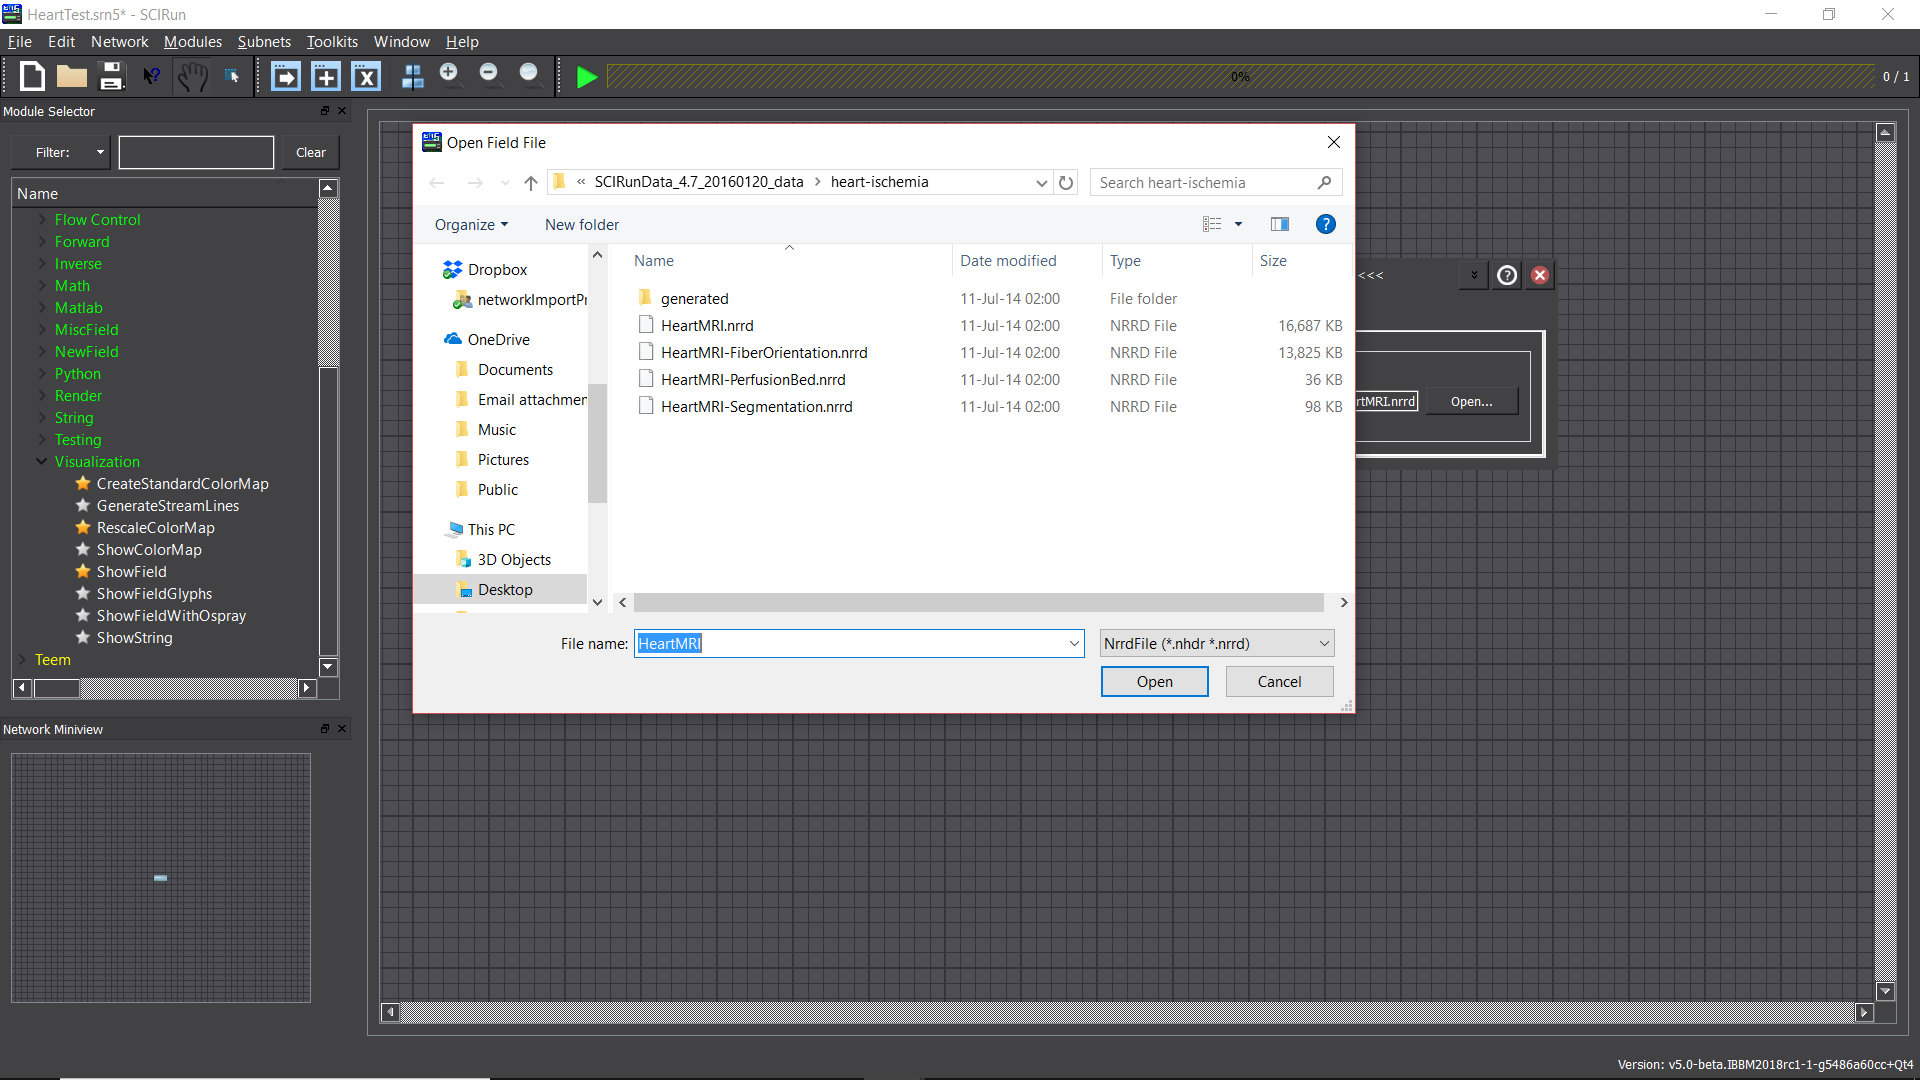 HeartTest.srn5* - SCIRun
File Edit Network Modules Subnets Toolkits Window Help
0%
0 / 1
Module Selector
Filter:
Clear
Name
Flow Control
Forward
Inverse
Math
Matlab
MiscField
NewField
Python
Render
String
Testing
Visualization
CreateStandardColorMap
GenerateStreamLines
RescaleColorMap
ShowColorMap
ShowField
ShowFieldGlyphs
ShowFieldWithOspray
ShowString
Teem
Network Miniview
Open Field File
« SCIRunData_4.7_20160120_data › heart-ischemia
Search heart-ischemia
Organize New folder
Dropbox
networkImportPr
OneDrive
Documents
Email attachmen
Music
Pictures
Public
This PC
3D Objects
Desktop
Name Date modified Type Size
generated 11-Jul-14 02:00 File folder
HeartMRI.nrrd 11-Jul-14 02:00 NRRD File 16,687 KB
HeartMRI-FiberOrientation.nrrd 11-Jul-14 02:00 NRRD File 13,825 KB
HeartMRI-PerfusionBed.nrrd 11-Jul-14 02:00 NRRD File 36 KB
HeartMRI-Segmentation.nrrd 11-Jul-14 02:00 NRRD File 98 KB
File name: HeartMRI
NrrdFile (*.nhdr *.nrrd)
Open Cancel
<<<
rtMRI.nrrd Open...
Version: v5.0-beta.IBBM2018rc1-1-g5486a60cc+Qt4